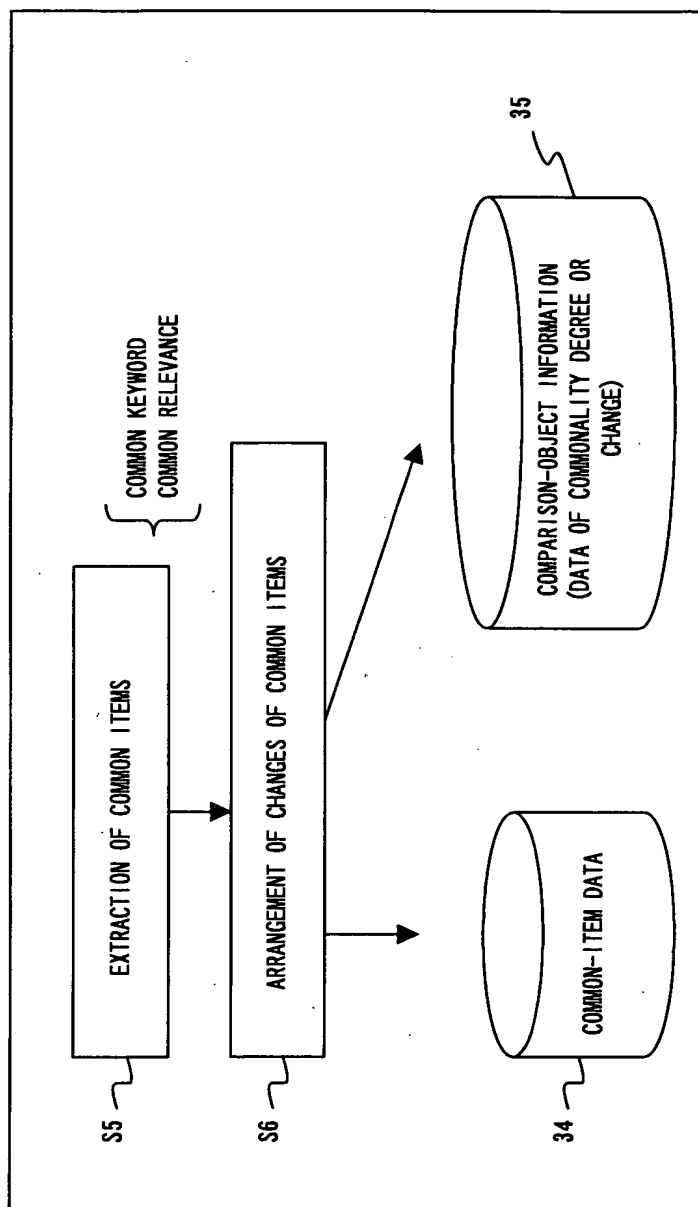 S5
EXTRACTION OF COMMON ITEMS
COMMON KEYWORD
COMMON RELEVANCE
S6
ARRANGEMENT OF CHANGES OF COMMON ITEMS
34
COMMON-ITEM DATA
35
COMPARISON-OBJECT INFORMATION
(DATA OF COMMONALITY DEGREE OR
CHANGE)